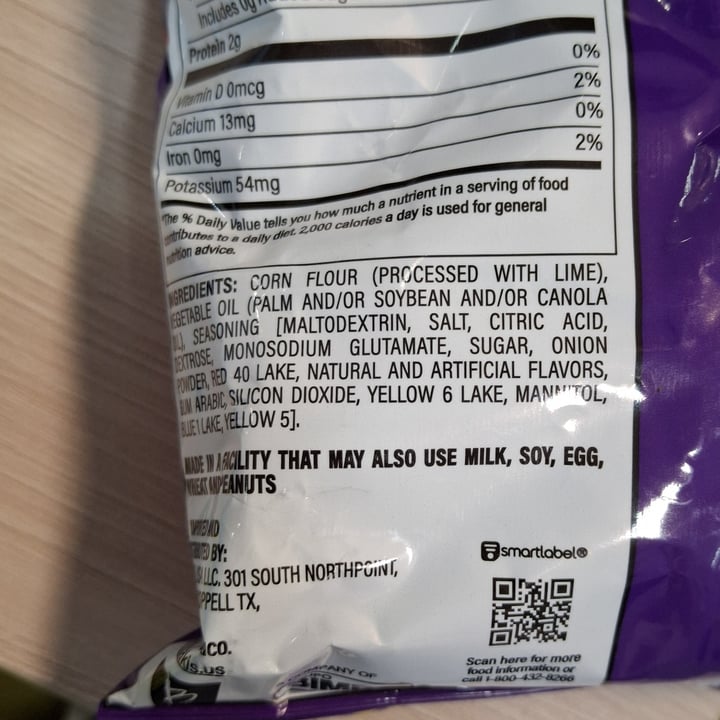 Includes 0g
Protein 2g
0%
Vitamin D 0mcg
2%
Calcium 13mg
0%
Iron 0mg
2%
Potassium 54mg
*The % Daily Value tells you how much a nutrient in a serving of food
contributes to a daily diet. 2,000 calories a day is used for general
nutrition advice.
INGREDIENTS: CORN FLOUR (PROCESSED WITH LIME),
VEGETABLE OIL (PALM AND/OR SOYBEAN AND/OR CANOLA
OIL), SEASONING [MALTODEXTRIN, SALT, CITRIC ACID,
DEXTROSE, MONOSODIUM GLUTAMATE, SUGAR, ONION
POWDER, RED 40 LAKE, NATURAL AND ARTIFICIAL FLAVORS,
GUM ARABIC, SILICON DIOXIDE, YELLOW 6 LAKE, MANNITOL,
BLUE 1 LAKE, YELLOW 5].
MADE IN A FACILITY THAT MAY ALSO USE MILK, SOY, EGG,
WHEAT AND PEANUTS
BY:
LLC. 301 SOUTH NORTHPOINT,
TX,
CO.
S.US
smartlabel®
Scan here for more
food information or
call 1-800-432-8266